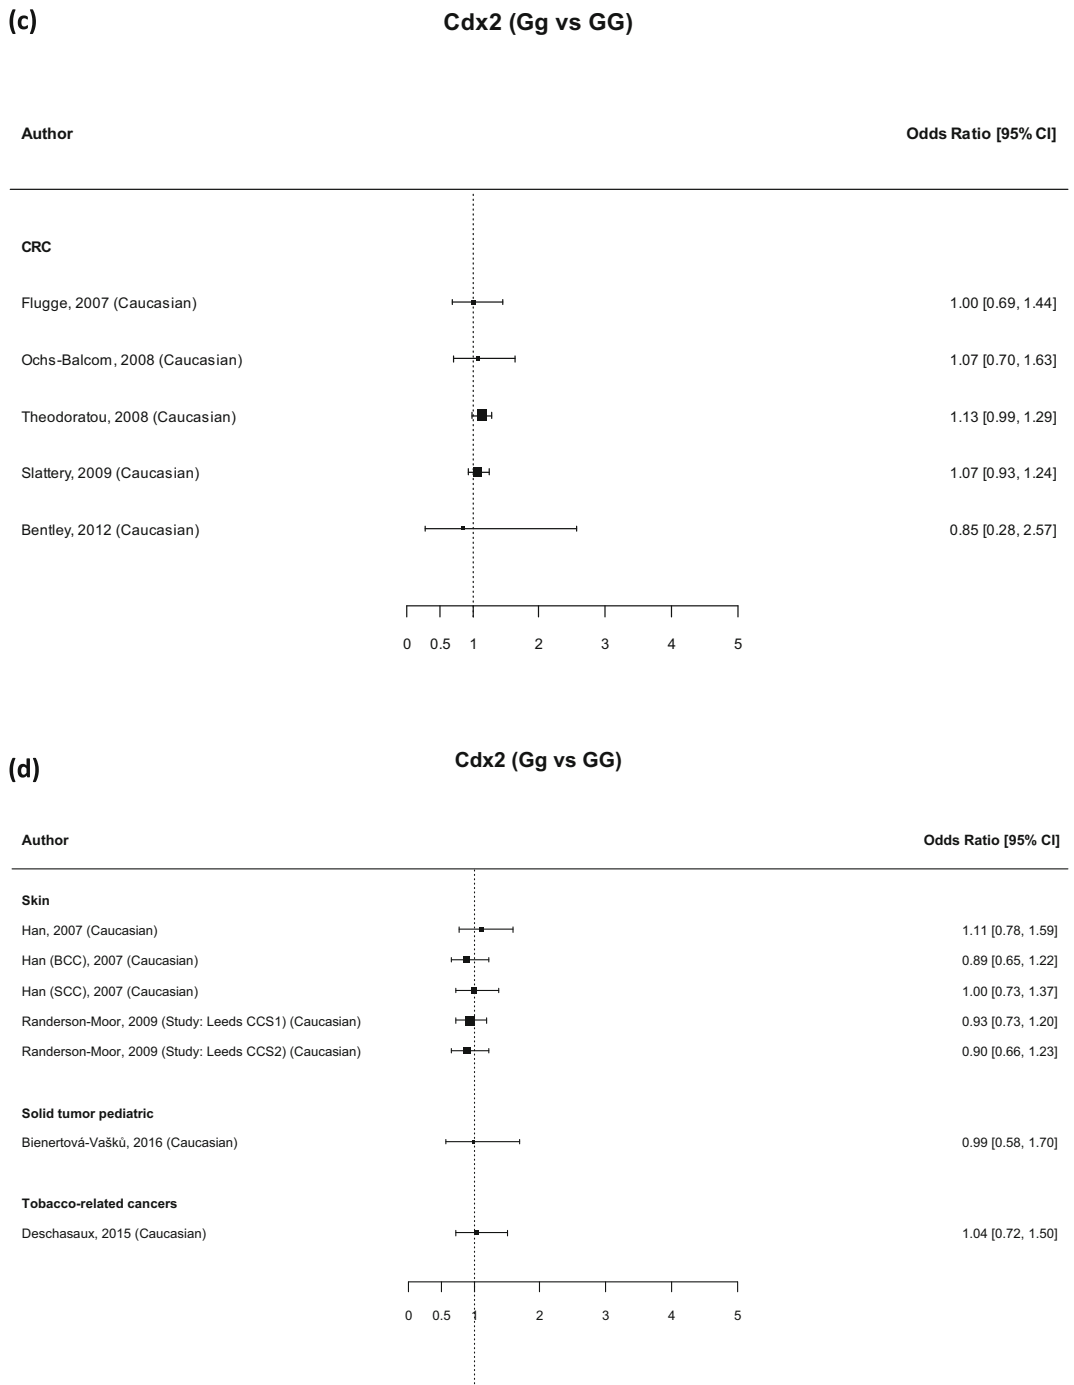 (c)
Cdx2 (Gg vs GG)
Author Odds Ratio [95% CI]
CRC
Flugge, 2007 (Caucasian) 1.00 [0.69, 1.44]
Ochs-Balcom, 2008 (Caucasian) 1.07 [0.70, 1.63]
Theodoratou, 2008 (Caucasian) 1.13 [0.99, 1.29]
Slattery, 2009 (Caucasian) 1.07 [0.93, 1.24]
Bentley, 2012 (Caucasian) 0.85 [0.28, 2.57]
0 0.5 1 2 3 4 5
(d)
Cdx2 (Gg vs GG)
Author Odds Ratio [95% CI]
Skin
Han, 2007 (Caucasian) 1.11 [0.78, 1.59]
Han (BCC), 2007 (Caucasian) 0.89 [0.65, 1.22]
Han (SCC), 2007 (Caucasian) 1.00 [0.73, 1.37]
Randerson-Moor, 2009 (Study: Leeds CCS1) (Caucasian) 0.93 [0.73, 1.20]
Randerson-Moor, 2009 (Study: Leeds CCS2) (Caucasian) 0.90 [0.66, 1.23]
Solid tumor pediatric
Bienertová-Vašků, 2016 (Caucasian) 0.99 [0.58, 1.70]
Tobacco-related cancers
Deschasaux, 2015 (Caucasian) 1.04 [0.72, 1.50]
0 0.5 1 2 3 4 5